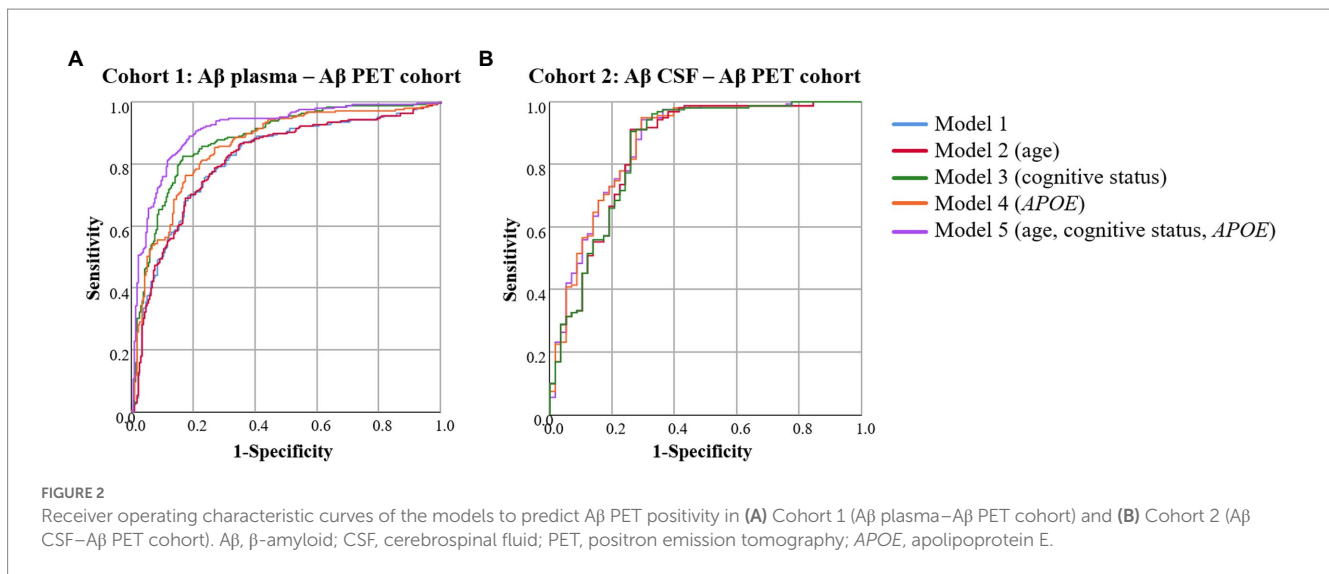 A
Cohort 1: Aβ plasma – Aβ PET cohort
1.0
0.8
0.6
0.4
0.2
0.0
Sensitivity
0.0 0.2 0.4 0.6 0.8 1.0
1-Specificity
B
Cohort 2: Aβ CSF – Aβ PET cohort
1.0
0.8
0.6
0.4
0.2
0.0
Sensitivity
0.0 0.2 0.4 0.6 0.8 1.0
1-Specificity
Model 1
Model 2 (age)
Model 3 (cognitive status)
Model 4 (APOE)
Model 5 (age, cognitive status, APOE)
FIGURE 2
Receiver operating characteristic curves of the models to predict Aβ PET positivity in (A) Cohort 1 (Aβ plasma–Aβ PET cohort) and (B) Cohort 2 (Aβ
CSF–Aβ PET cohort). Aβ, β-amyloid; CSF, cerebrospinal fluid; PET, positron emission tomography; APOE, apolipoprotein E.